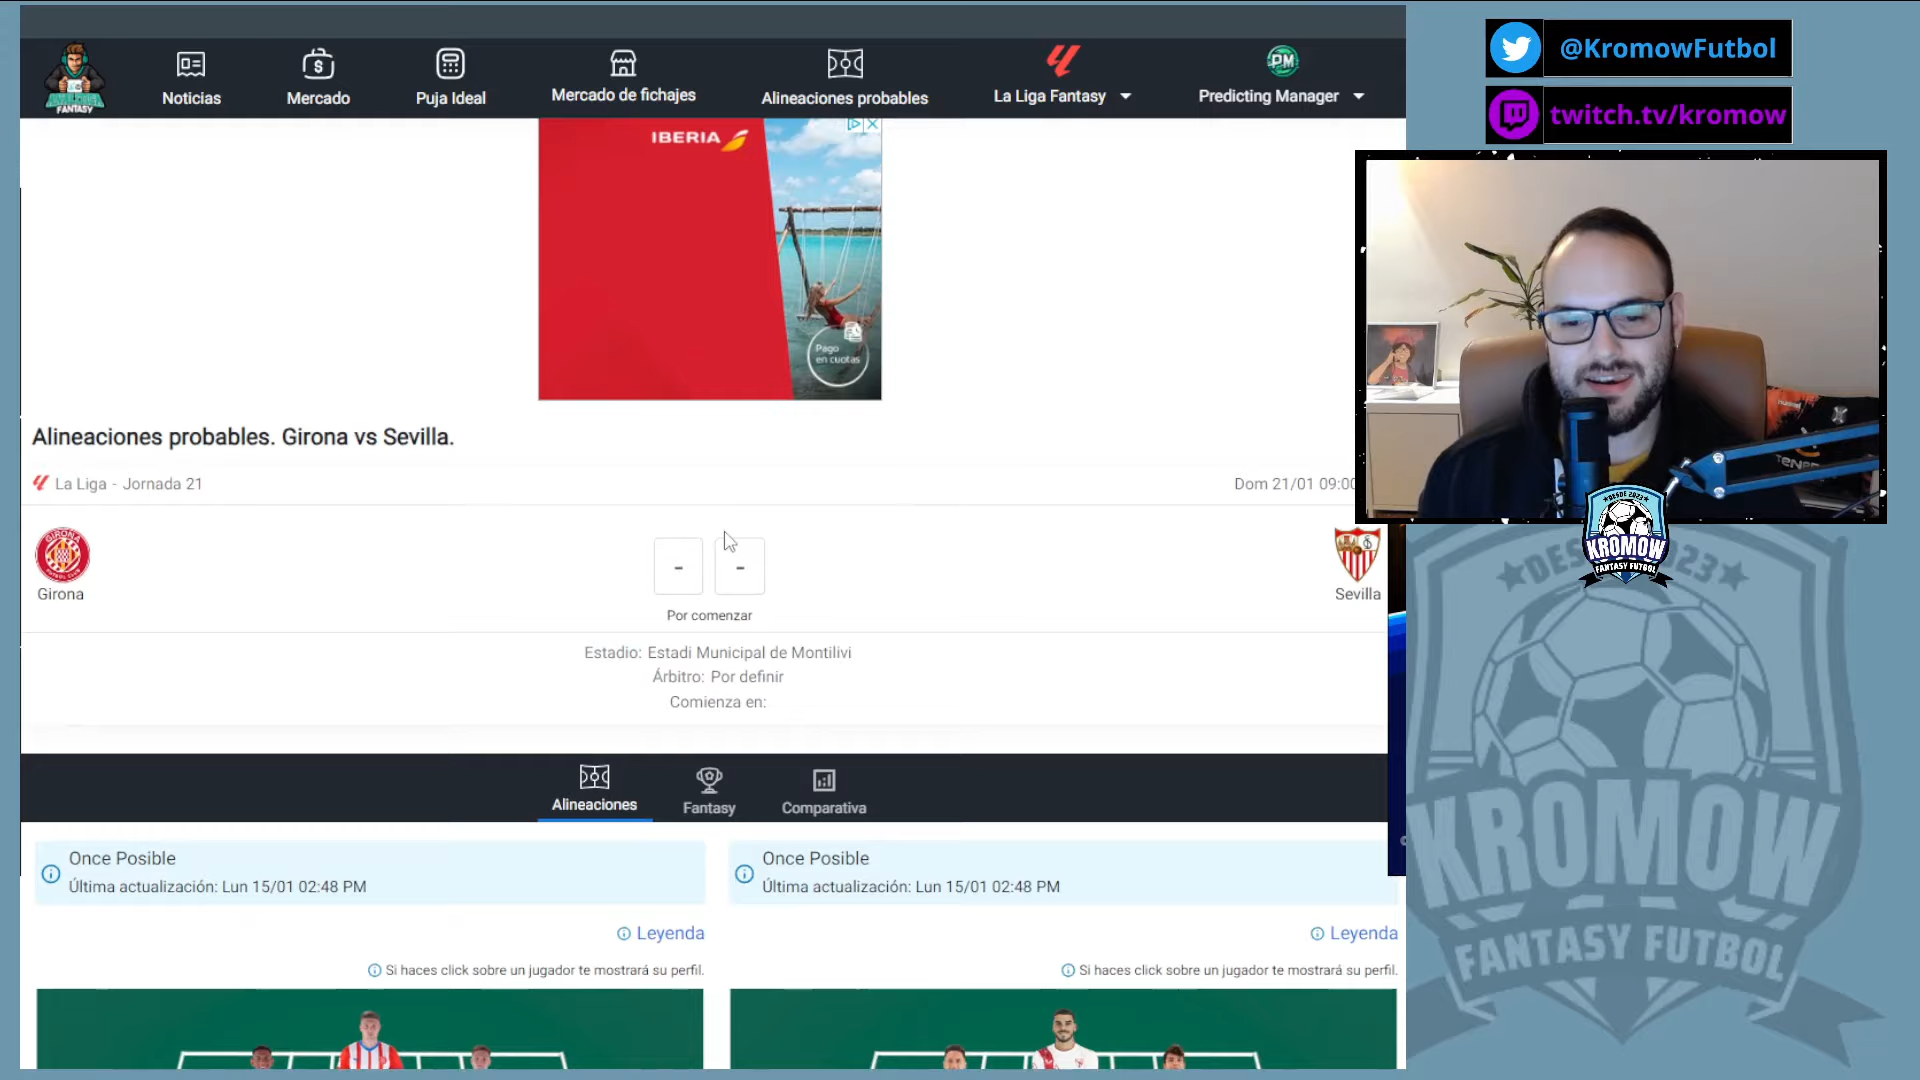 Noticias
Mercado
Puja Ideal
Mercado de fichajes
Alineaciones probables
La Liga Fantasy
Predicting Manager
FANTASY
PM
@KromowFutbol
twitch.tv/kromow
IBERIA
Pago
en cuotas
Alineaciones probables. Girona vs Sevilla.
La Liga - Jornada 21
Dom 21/01 09:00
Girona
-
-
Sevilla
Por comenzar
Estadio: Estadi Municipal de Montilivi
Árbitro: Por definir
Comienza en:
DESDE 2023
KROMOW
FANTASY FUTBOL
Alineaciones
Fantasy
Comparativa
Once Posible
Última actualización: Lun 15/01 02:48 PM
Once Posible
Última actualización: Lun 15/01 02:48 PM
Leyenda
Leyenda
Si haces click sobre un jugador te mostrará su perfil.
Si haces click sobre un jugador te mostrará su perfil.
KROMOW
FANTASY FUTBOL